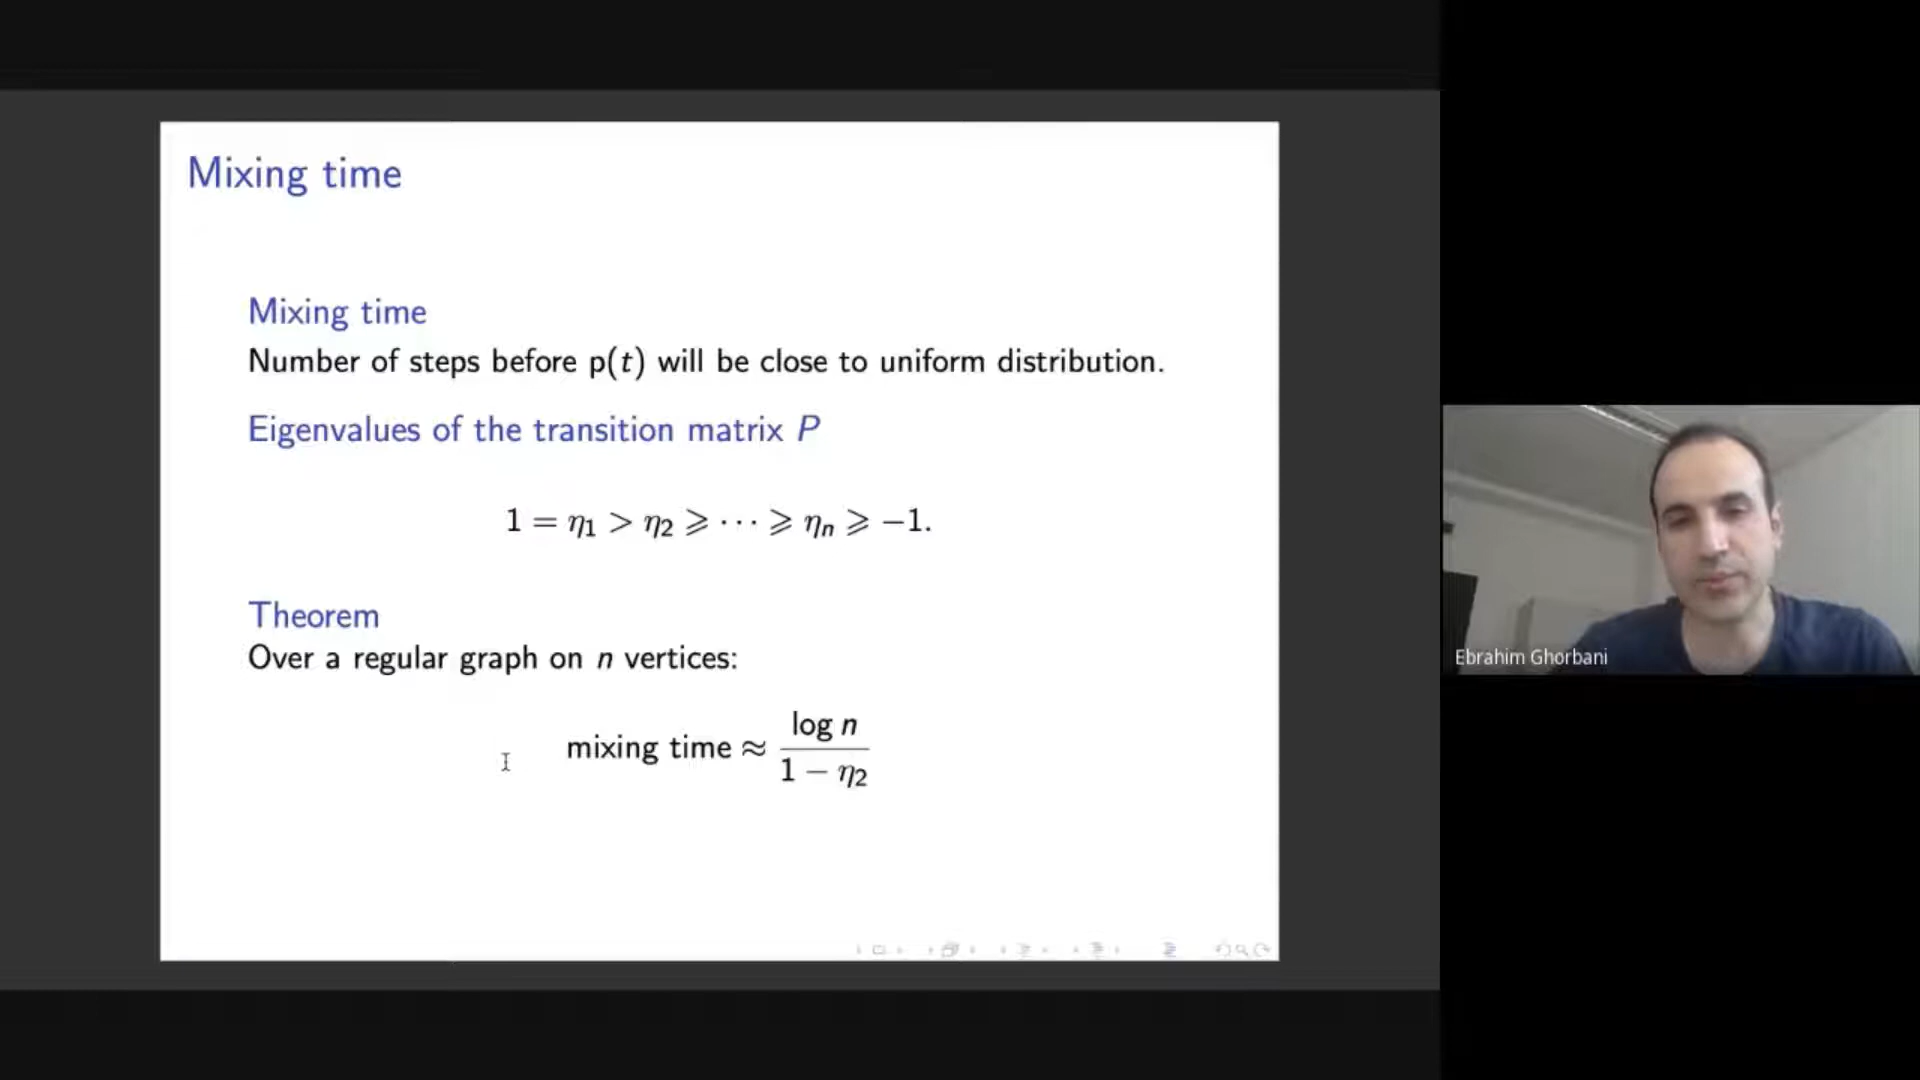 Mixing time
Mixing time
Number of steps before p(t) will be close to uniform distribution.
Eigenvalues of the transition matrix P
1 = η₁ > η₂ ⩾ ⋯ ⩾ ηₙ ⩾ −1.
Theorem
Over a regular graph on n vertices:
mixing time ≈ log n / 1 − η₂
Ebrahim Ghorbani